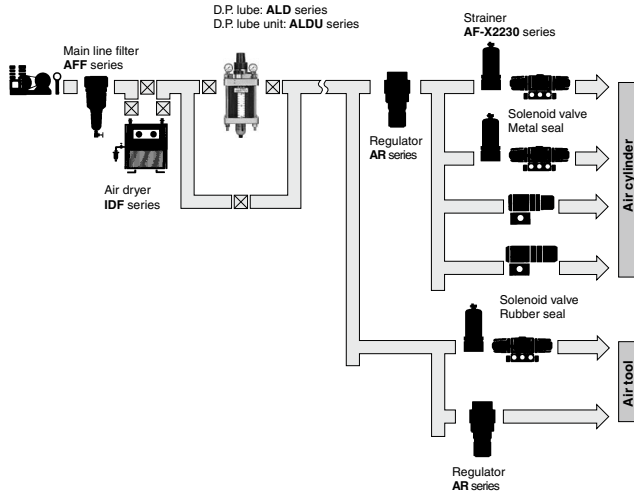 D.P. lube: ALD series
D.P. lube unit: ALDU series
Strainer
AF-X2230 series
Main line filter
AFF series
Solenoid valve
Metal seal
Regulator
AR series
Air dryer
IDF series
Air cylinder
Solenoid valve
Rubber seal
Air tool
Regulator
AR series